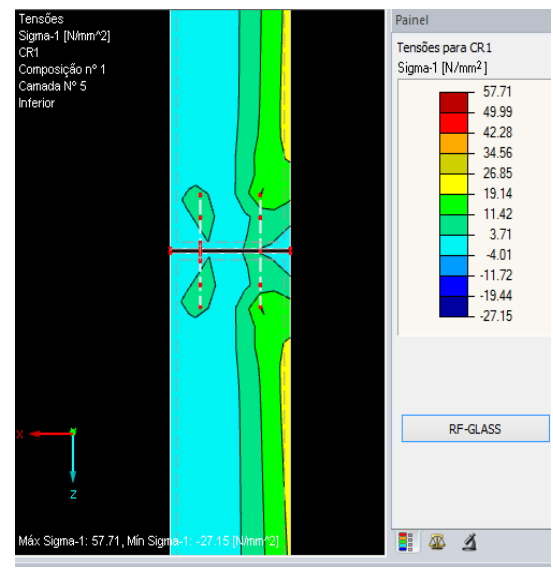 Tensões
Sigma-1 [N/mm^2]
CR1
Composição nº 1
Camada Nº 5
Inferior
X
Z
Máx Sigma-1: 57.71, Mín Sigma-1: -27.15 [N/mm^2]
Painel
Tensões para CR1
Sigma-1 [N/mm²]
57.71
49.99
42.28
34.56
26.85
19.14
11.42
3.71
-4.01
-11.72
-19.44
-27.15
RF-GLASS